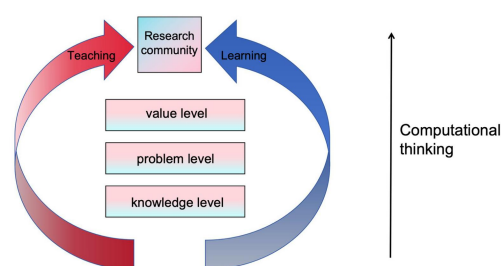 Research
community
Teaching
Learning
value level
problem level
knowledge level
Computational
thinking